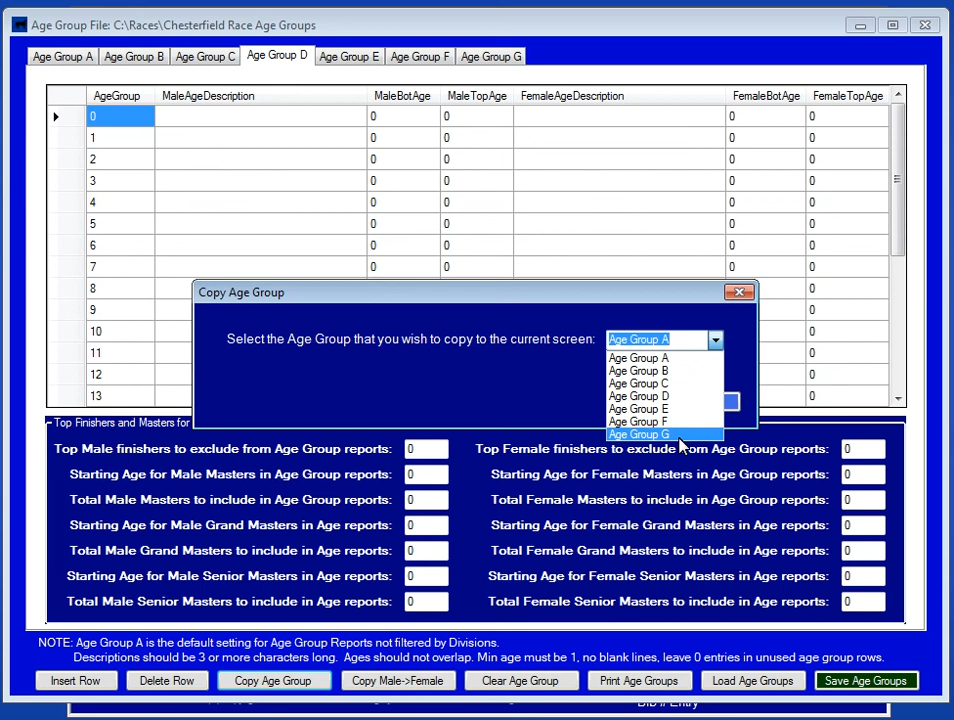 Age Group File: C:\Races\Chesterfield Race Age Groups
Age Group A Age Group B Age Group C Age Group D Age Group E Age Group F Age Group G
AgeGroup MaleAgeDescription MaleBotAge MaleTopAge FemaleAgeDescription FemaleBotAge FemaleTopAge
0 0 0 0 0
1 0 0 0 0
2 0 0 0 0
3 0 0 0 0
4 0 0 0 0
5 0 0 0 0
6 0 0 0 0
7 0 0 0 0
8 0
9 0
10 0
11 0
12 0
13 0
Copy Age Group
Select the Age Group that you wish to copy to the current screen: Age Group A
Age Group A
Age Group B
Age Group C
Age Group D
Age Group E
Age Group F
Age Group G
Top Finishers and Masters for
Top Male finishers to exclude from Age Group reports: 0 Top Female finishers to exclude from Age Group reports: 0
Starting Age for Male Masters in Age Group reports: 0 Starting Age for Female Masters in Age Group reports: 0
Total Male Masters to include in Age Group reports: 0 Total Female Masters to include in Age Group reports: 0
Starting Age for Male Grand Masters in Age reports: 0 Starting Age for Female Grand Masters in Age reports: 0
Total Male Grand Masters to include in Age reports: 0 Total Female Grand Masters to include in Age reports: 0
Starting Age for Male Senior Masters in Age reports: 0 Starting Age for Female Senior Masters in Age reports: 0
Total Male Senior Masters to include in Age reports: 0 Total Female Senior Masters to include in Age reports: 0
NOTE: Age Group A is the default setting for Age Group Reports not filtered by Divisions.
Descriptions should be 3 or more characters long. Ages should not overlap. Min age must be 1, no blank lines, leave 0 entries in unused age group rows.
Insert Row Delete Row Copy Age Group Copy Male->Female Clear Age Group Print Age Groups Load Age Groups Save Age Groups